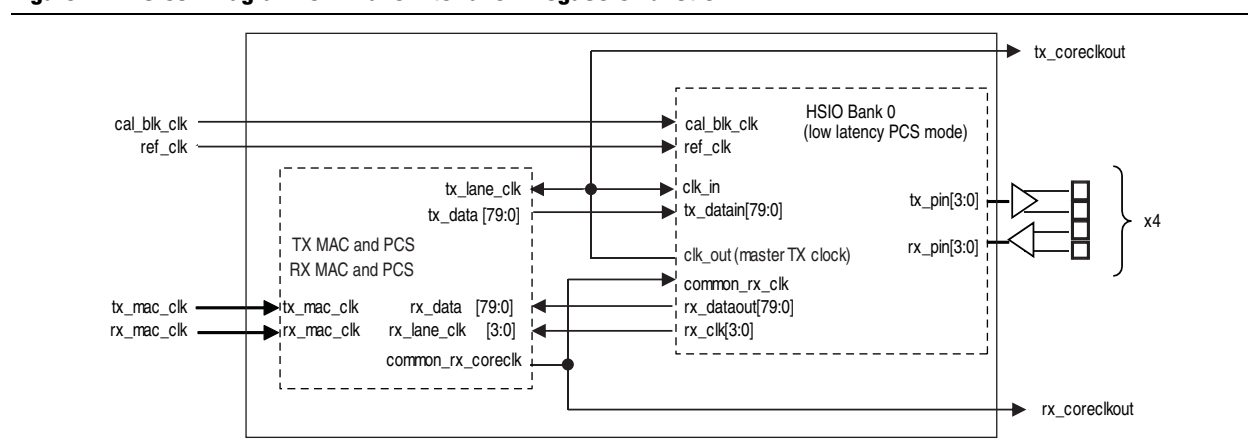 tx_coreclkout
HSIO Bank 0
(low latency PCS mode)
cal_blk_clk
cal_blk_clk
ref_clk
ref_clk
tx_lane_clk
clk_in
tx_data [79:0]
tx_datain[79:0]
tx_pin[3:0]
x4
TX MAC and PCS
RX MAC and PCS
clk_out (master TX clock)
rx_pin[3:0]
common_rx_clk
tx_mac_clk
tx_mac_clk
rx_data [79:0]
rx_dataout[79:0]
rx_mac_clk
rx_mac_clk
rx_lane_clk [3:0]
rx_clk[3:0]
common_rx_coreclk
rx_coreclkout